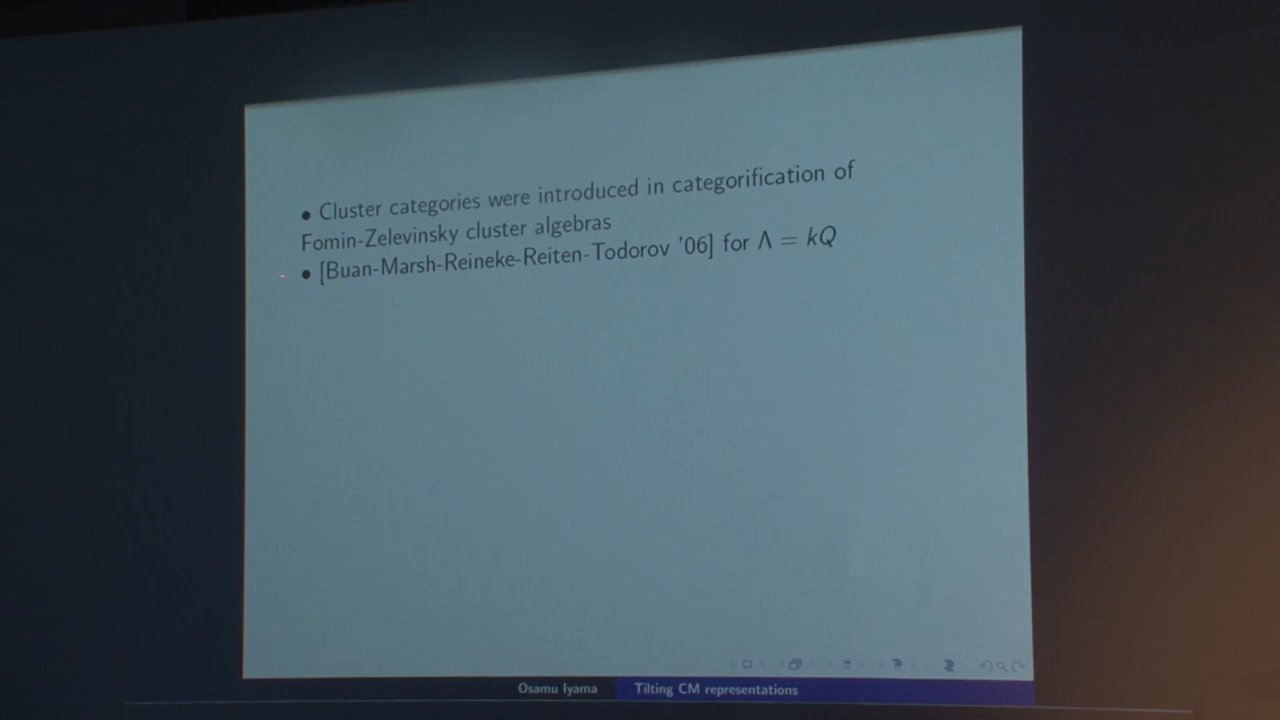 • Cluster categories were introduced in categorification of
Fomin-Zelevinsky cluster algebras
• [Buan-Marsh-Reineke-Reiten-Todorov '06] for Λ = kQ
Osamu Iyama Tilting CM representations